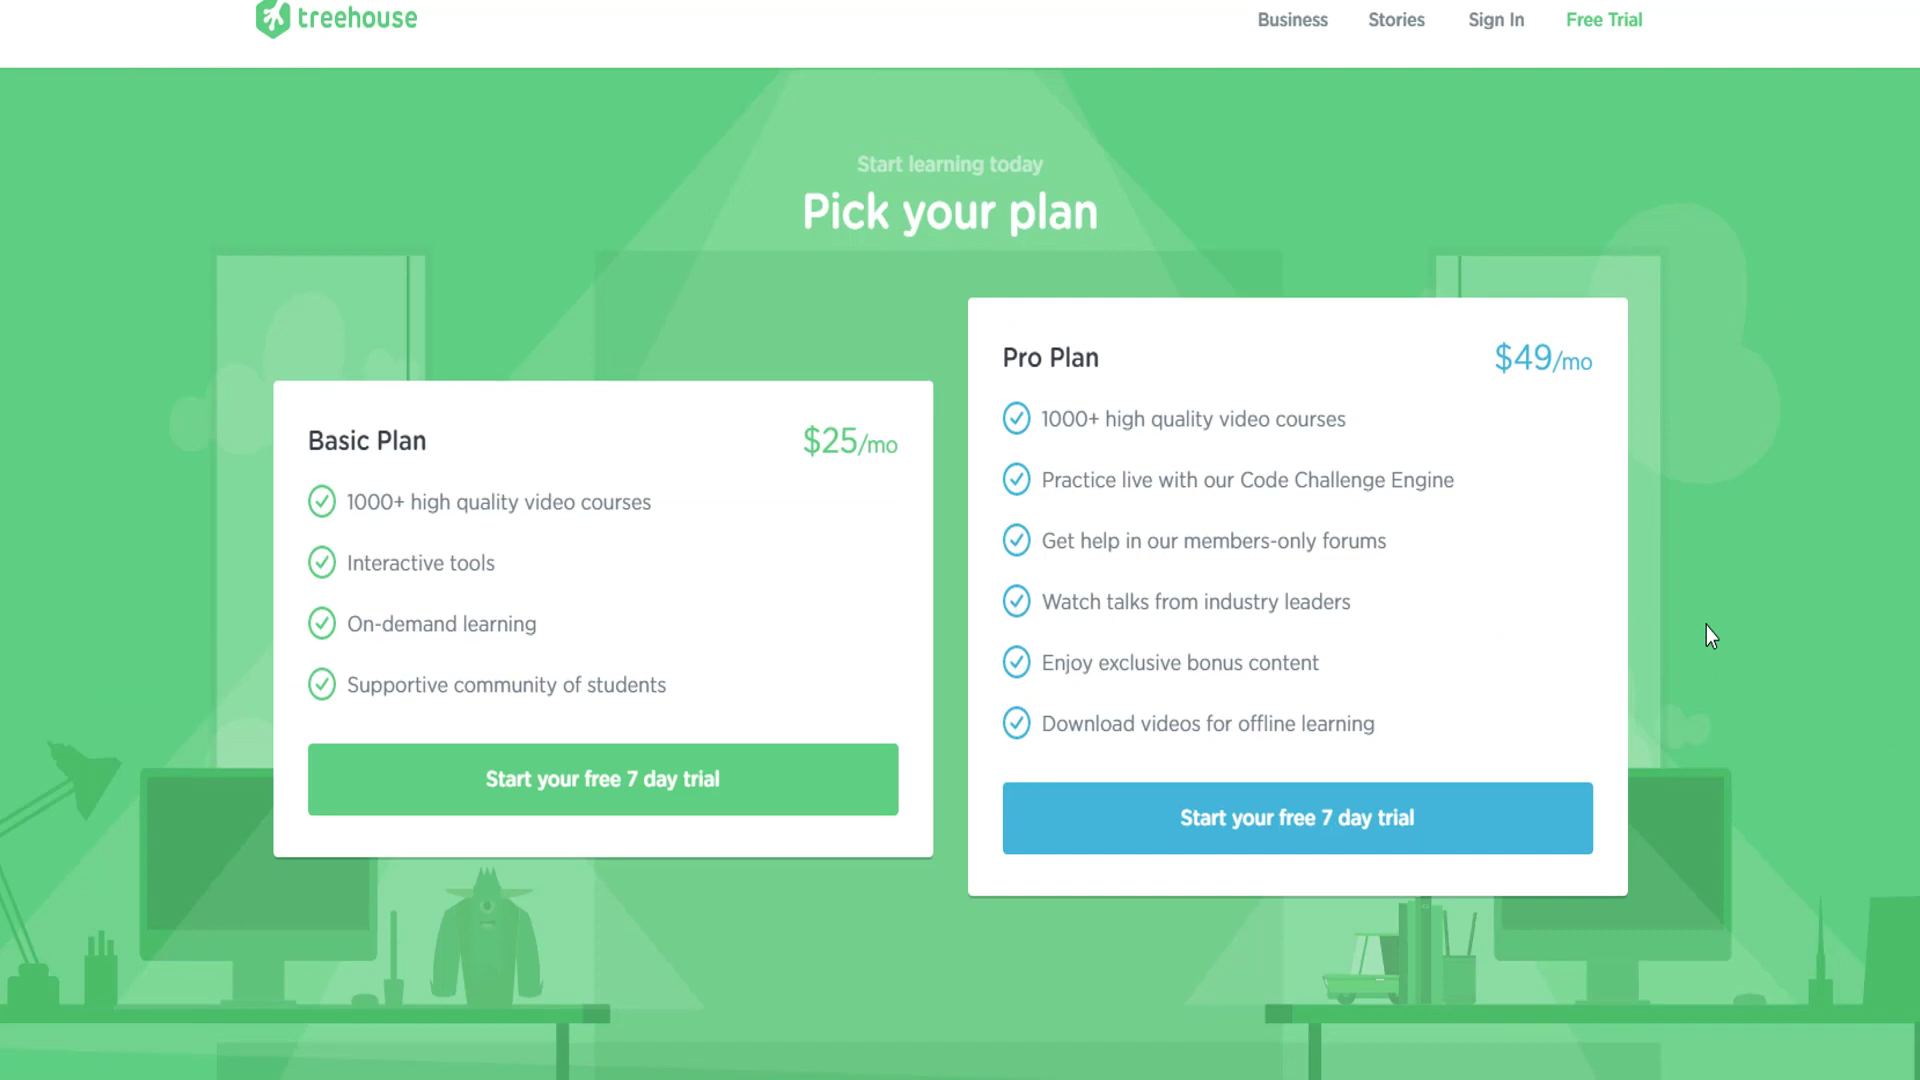 treehouse
Business Stories Sign In Free Trial
Start learning today
Pick your plan
Basic Plan $25/mo
1000+ high quality video courses
Interactive tools
On-demand learning
Supportive community of students
Start your free 7 day trial
Pro Plan $49/mo
1000+ high quality video courses
Practice live with our Code Challenge Engine
Get help in our members-only forums
Watch talks from industry leaders
Enjoy exclusive bonus content
Download videos for offline learning
Start your free 7 day trial